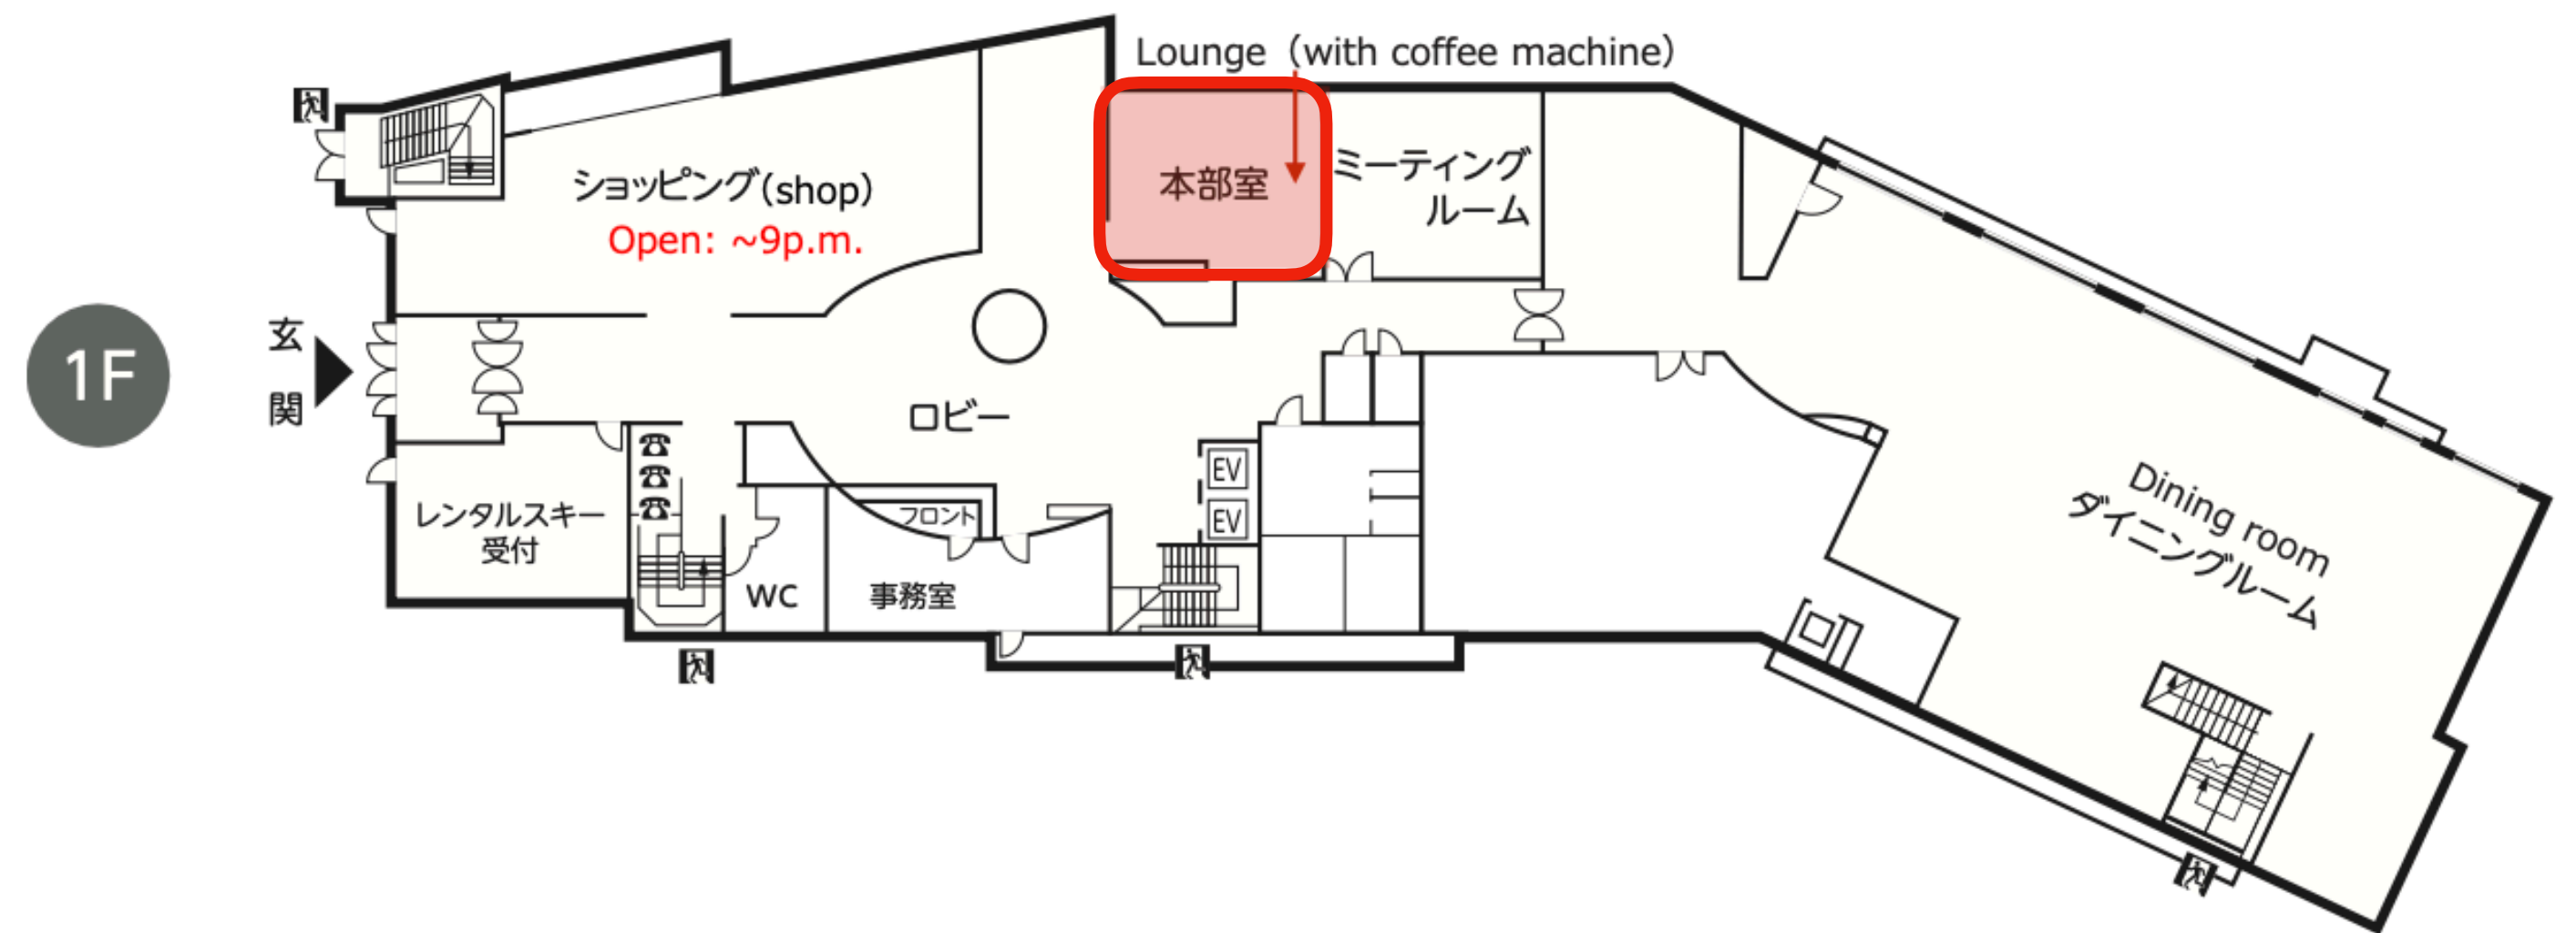 Lounge（with coffee machine）
ショッピング(shop)
Open: ~9p.m.
本部室
ミーティング
ルーム
1F
玄
関
ロビー
EV
EV
レンタルスキー
受付
フロント
WC
事務室
Dining room
ダイニングルーム